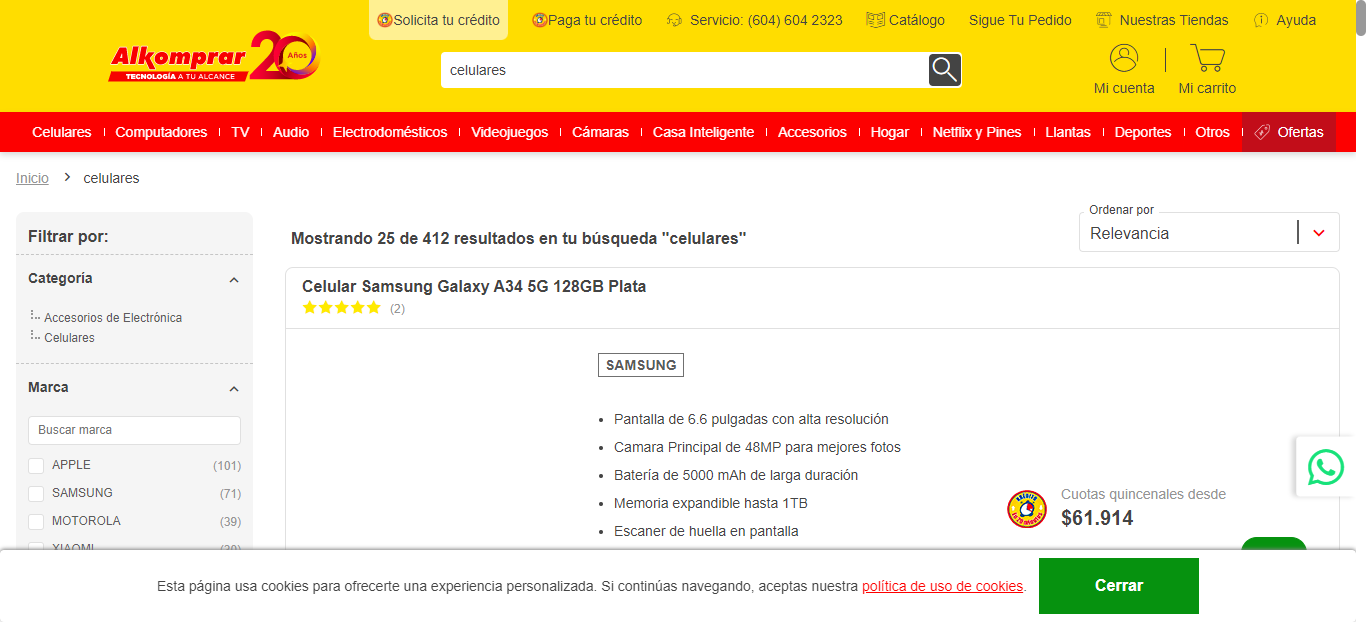 Solicita tu crédito
Paga tu crédito
Servicio: (604) 604 2323
Catálogo
Sigue Tu Pedido
Nuestras Tiendas
Ayuda
Alkomprar 20 Años
TECNOLOGÍA A TU ALCANCE
celulares
Mi cuenta
Mi carrito
Celulares
Computadores
TV
Audio
Electrodomésticos
Videojuegos
Cámaras
Casa Inteligente
Accesorios
Hogar
Netflix y Pines
Llantas
Deportes
Otros
Ofertas
Inicio > celulares
Filtrar por:
Categoría
Accesorios de Electrónica
Celulares
Marca
Buscar marca
APPLE (101)
SAMSUNG (71)
MOTOROLA (39)
XIAOMI
Mostrando 25 de 412 resultados en tu búsqueda "celulares"
Ordenar por
Relevancia
Celular Samsung Galaxy A34 5G 128GB Plata
(2)
SAMSUNG
• Pantalla de 6.6 pulgadas con alta resolución
• Camara Principal de 48MP para mejores fotos
• Batería de 5000 mAh de larga duración
• Memoria expandible hasta 1TB
• Escaner de huella en pantalla
Cuotas quincenales desde
$61.914
Esta página usa cookies para ofrecerte una experiencia personalizada. Si continúas navegando, aceptas nuestra política de uso de cookies.
Cerrar